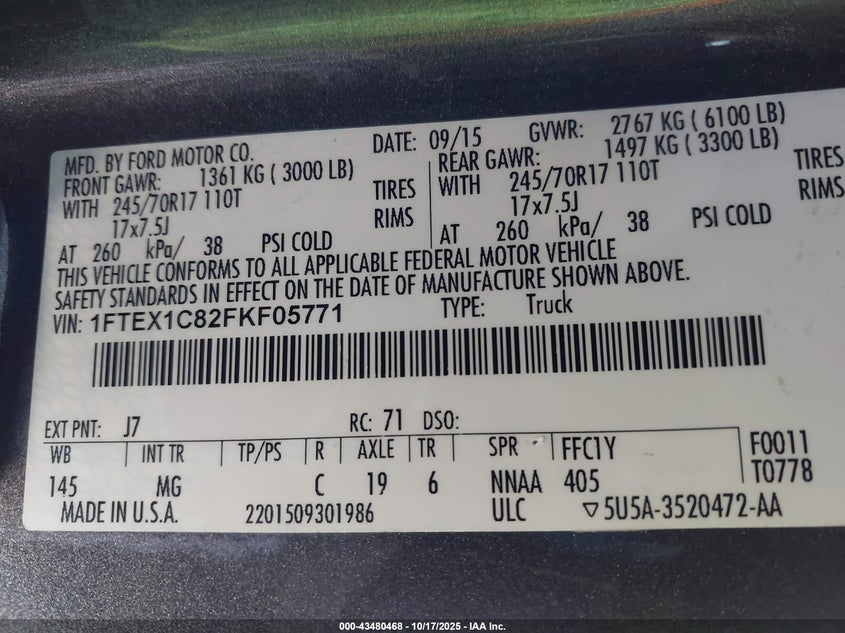 MFD. BY FORD MOTOR CO. DATE: 09/15 GVWR: 2767 KG ( 6100 LB)
FRONT GAWR: 1361 KG ( 3000 LB) REAR GAWR: 1497 KG ( 3300 LB)
WITH 245/70R17 110T TIRES WITH 245/70R17 110T TIRES
17x7.5J RIMS 17x7.5J RIMS
AT 260 kPa/ 38 PSI COLD AT 260 kPa/ 38 PSI COLD
THIS VEHICLE CONFORMS TO ALL APPLICABLE FEDERAL MOTOR VEHICLE
SAFETY STANDARDS IN EFFECT ON THE DATE OF MANUFACTURE SHOWN ABOVE.
VIN: 1FTEX1C82FKF05771 TYPE: Truck
EXT PNT: J7 RC: 71 DSO:
WB INT TR TP/PS R AXLE TR SPR FFC1Y F0011
145 MG C 19 6 NNAA 405 T0778
MADE IN U.S.A. 2201509301986 ULC ▽5U5A-3520472-AA
000-43480468 - 10/17/2025 - IAA Inc.